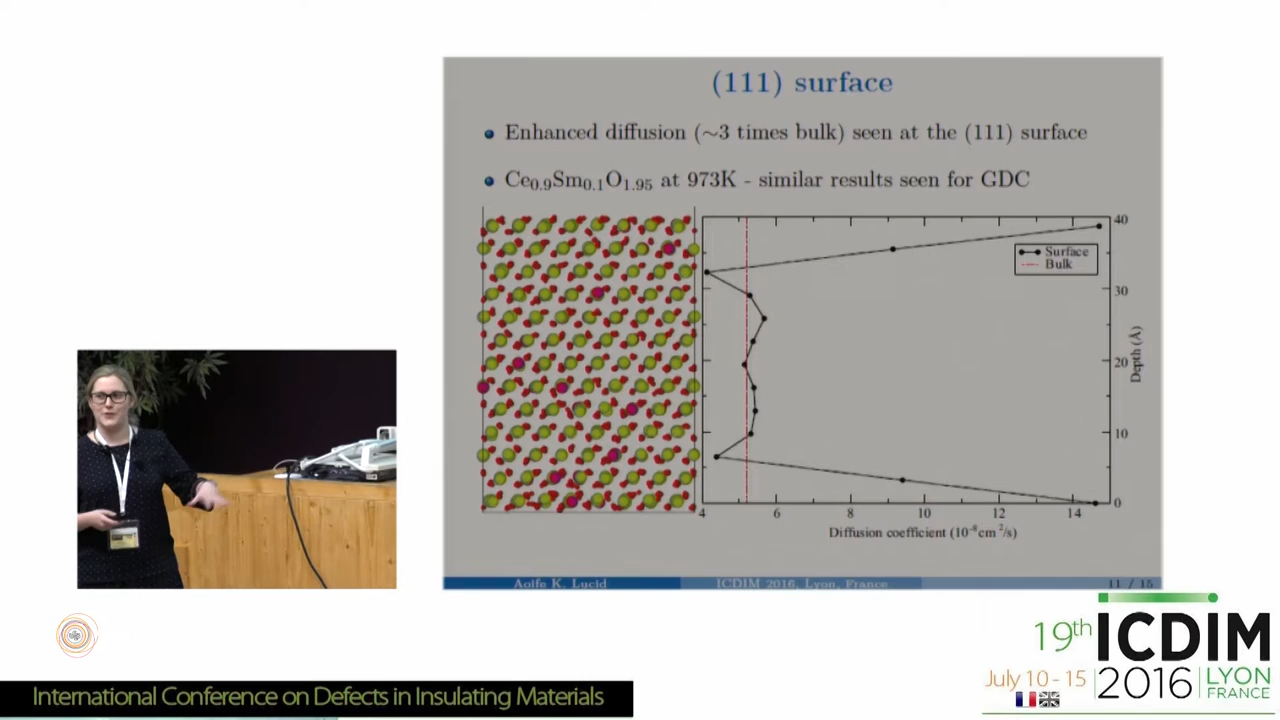 (111) surface
Enhanced diffusion (~3 times bulk) seen at the (111) surface
Ce0.9Sm0.1O1.95 at 973K - similar results seen for GDC
Surface
Bulk
40
30
20
10
0
Depth (Å)
4 6 8 10 12 14
Diffusion coefficient (10⁻⁸cm²/s)
Aoife K. Lucid ICDIM 2016, Lyon, France 11 / 15
19th ICDIM
July 10 - 15 2016 LYON
FRANCE
International Conference on Defects in Insulating Materials